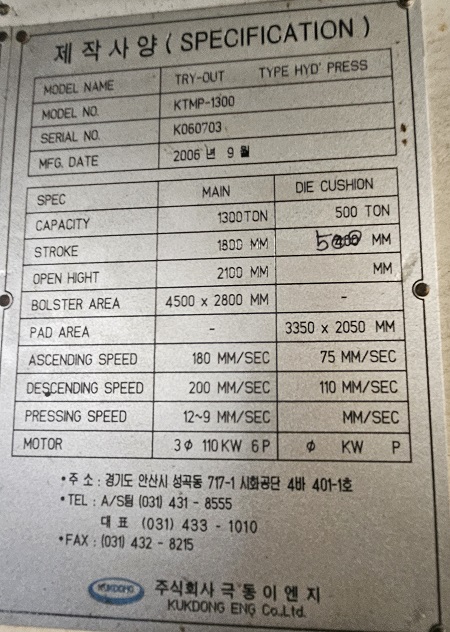 제 작 사 양 ( SPECIFICATION )
MODEL NAME TRY-OUT TYPE HYD' PRESS
MODEL NO. KTMP-1300
SERIAL NO. K060703
MFG. DATE 2006 년 9 월
SPEC MAIN DIE CUSHION
CAPACITY 1300 TON 500 TON
STROKE 1800 MM MM
OPEN HIGHT 2100 MM MM
BOLSTER AREA 4500 x 2800 MM -
PAD AREA - 3350 x 2050 MM
ASCENDING SPEED 180 MM/SEC 75 MM/SEC
DESCENDING SPEED 200 MM/SEC 110 MM/SEC
PRESSING SPEED 12~9 MM/SEC MM/SEC
MOTOR 3Φ 110 KW 6 P Φ KW P
• 주 소 : 경기도 안산시 성곡동 717-1 시화공단 4바 401-1호
• TEL : A/S팀 (031) 431 - 8555
대 표 (031) 433 - 1010
• FAX : (031) 432 - 8215
KUKDONG 주식회사 극 동 이 엔 지
KUKDONG ENG Co.,Ltd.